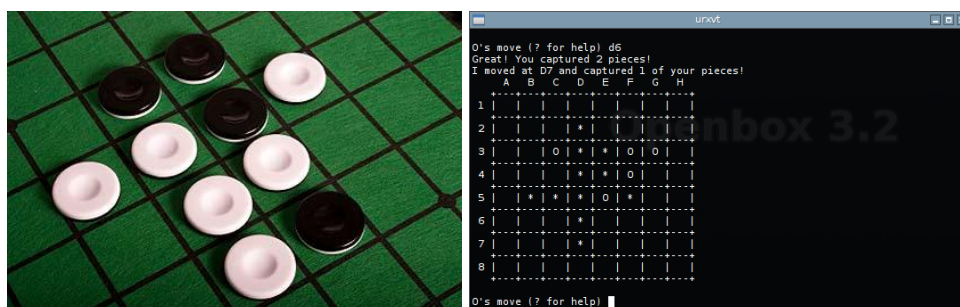 urxvt
O's move (? for help) d6
Great! You captured 2 pieces!
I moved at D7 and captured 1 of your pieces!
A B C D E F G H
+---+---+---+---+---+---+---+---+
1 | | | | | | | | |
+---+---+---+---+---+---+---+---+
2 | | | | * | | | | |
+---+---+---+---+---+---+---+---+
3 | | | O | * | * | O | O | |
+---+---+---+---+---+---+---+---+
4 | | | | * | * | O | | |
+---+---+---+---+---+---+---+---+
5 | | * | * | * | O | * | | |
+---+---+---+---+---+---+---+---+
6 | | | | * | | | | |
+---+---+---+---+---+---+---+---+
7 | | | | * | | | | |
+---+---+---+---+---+---+---+---+
8 | | | | | | | | |
+---+---+---+---+---+---+---+---+
O's move (? for help)
Openbox 3.2